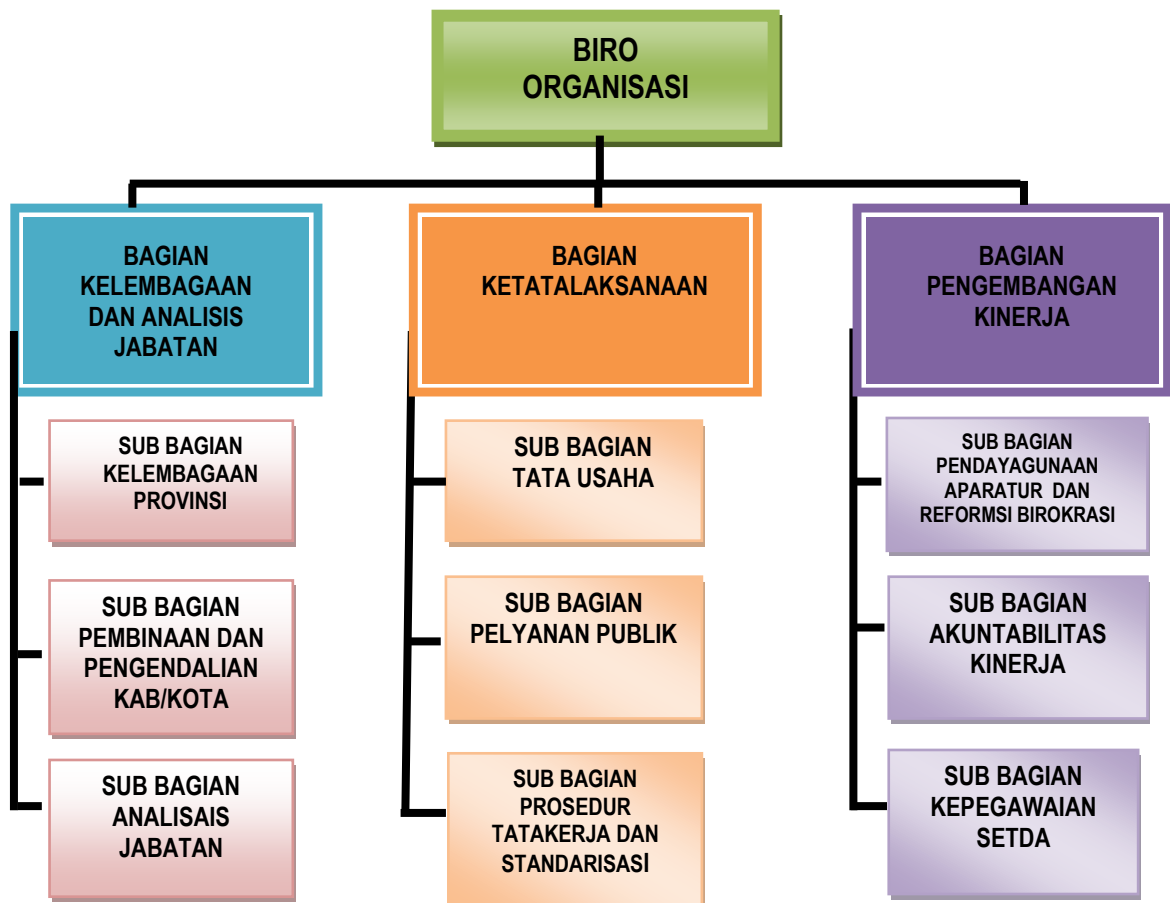 BIRO
ORGANISASI
BAGIAN
KELEMBAGAAN
DAN ANALISIS
JABATAN
BAGIAN
KETATALAKSANAAN
BAGIAN
PENGEMBANGAN
KINERJA
SUB BAGIAN
KELEMBAGAAN
PROVINSI
SUB BAGIAN
PEMBINAAN DAN
PENGENDALIAN
KAB/KOTA
SUB BAGIAN
ANALISAIS
JABATAN
SUB BAGIAN
TATA USAHA
SUB BAGIAN
PELYANAN PUBLIK
SUB BAGIAN
PROSEDUR
TATAKERJA DAN
STANDARISASI
SUB BAGIAN
PENDAYAGUNAAN
APARATUR DAN
REFORMSI BIROKRASI
SUB BAGIAN
AKUNTABILITAS
KINERJA
SUB BAGIAN
KEPEGAWAIAN
SETDA